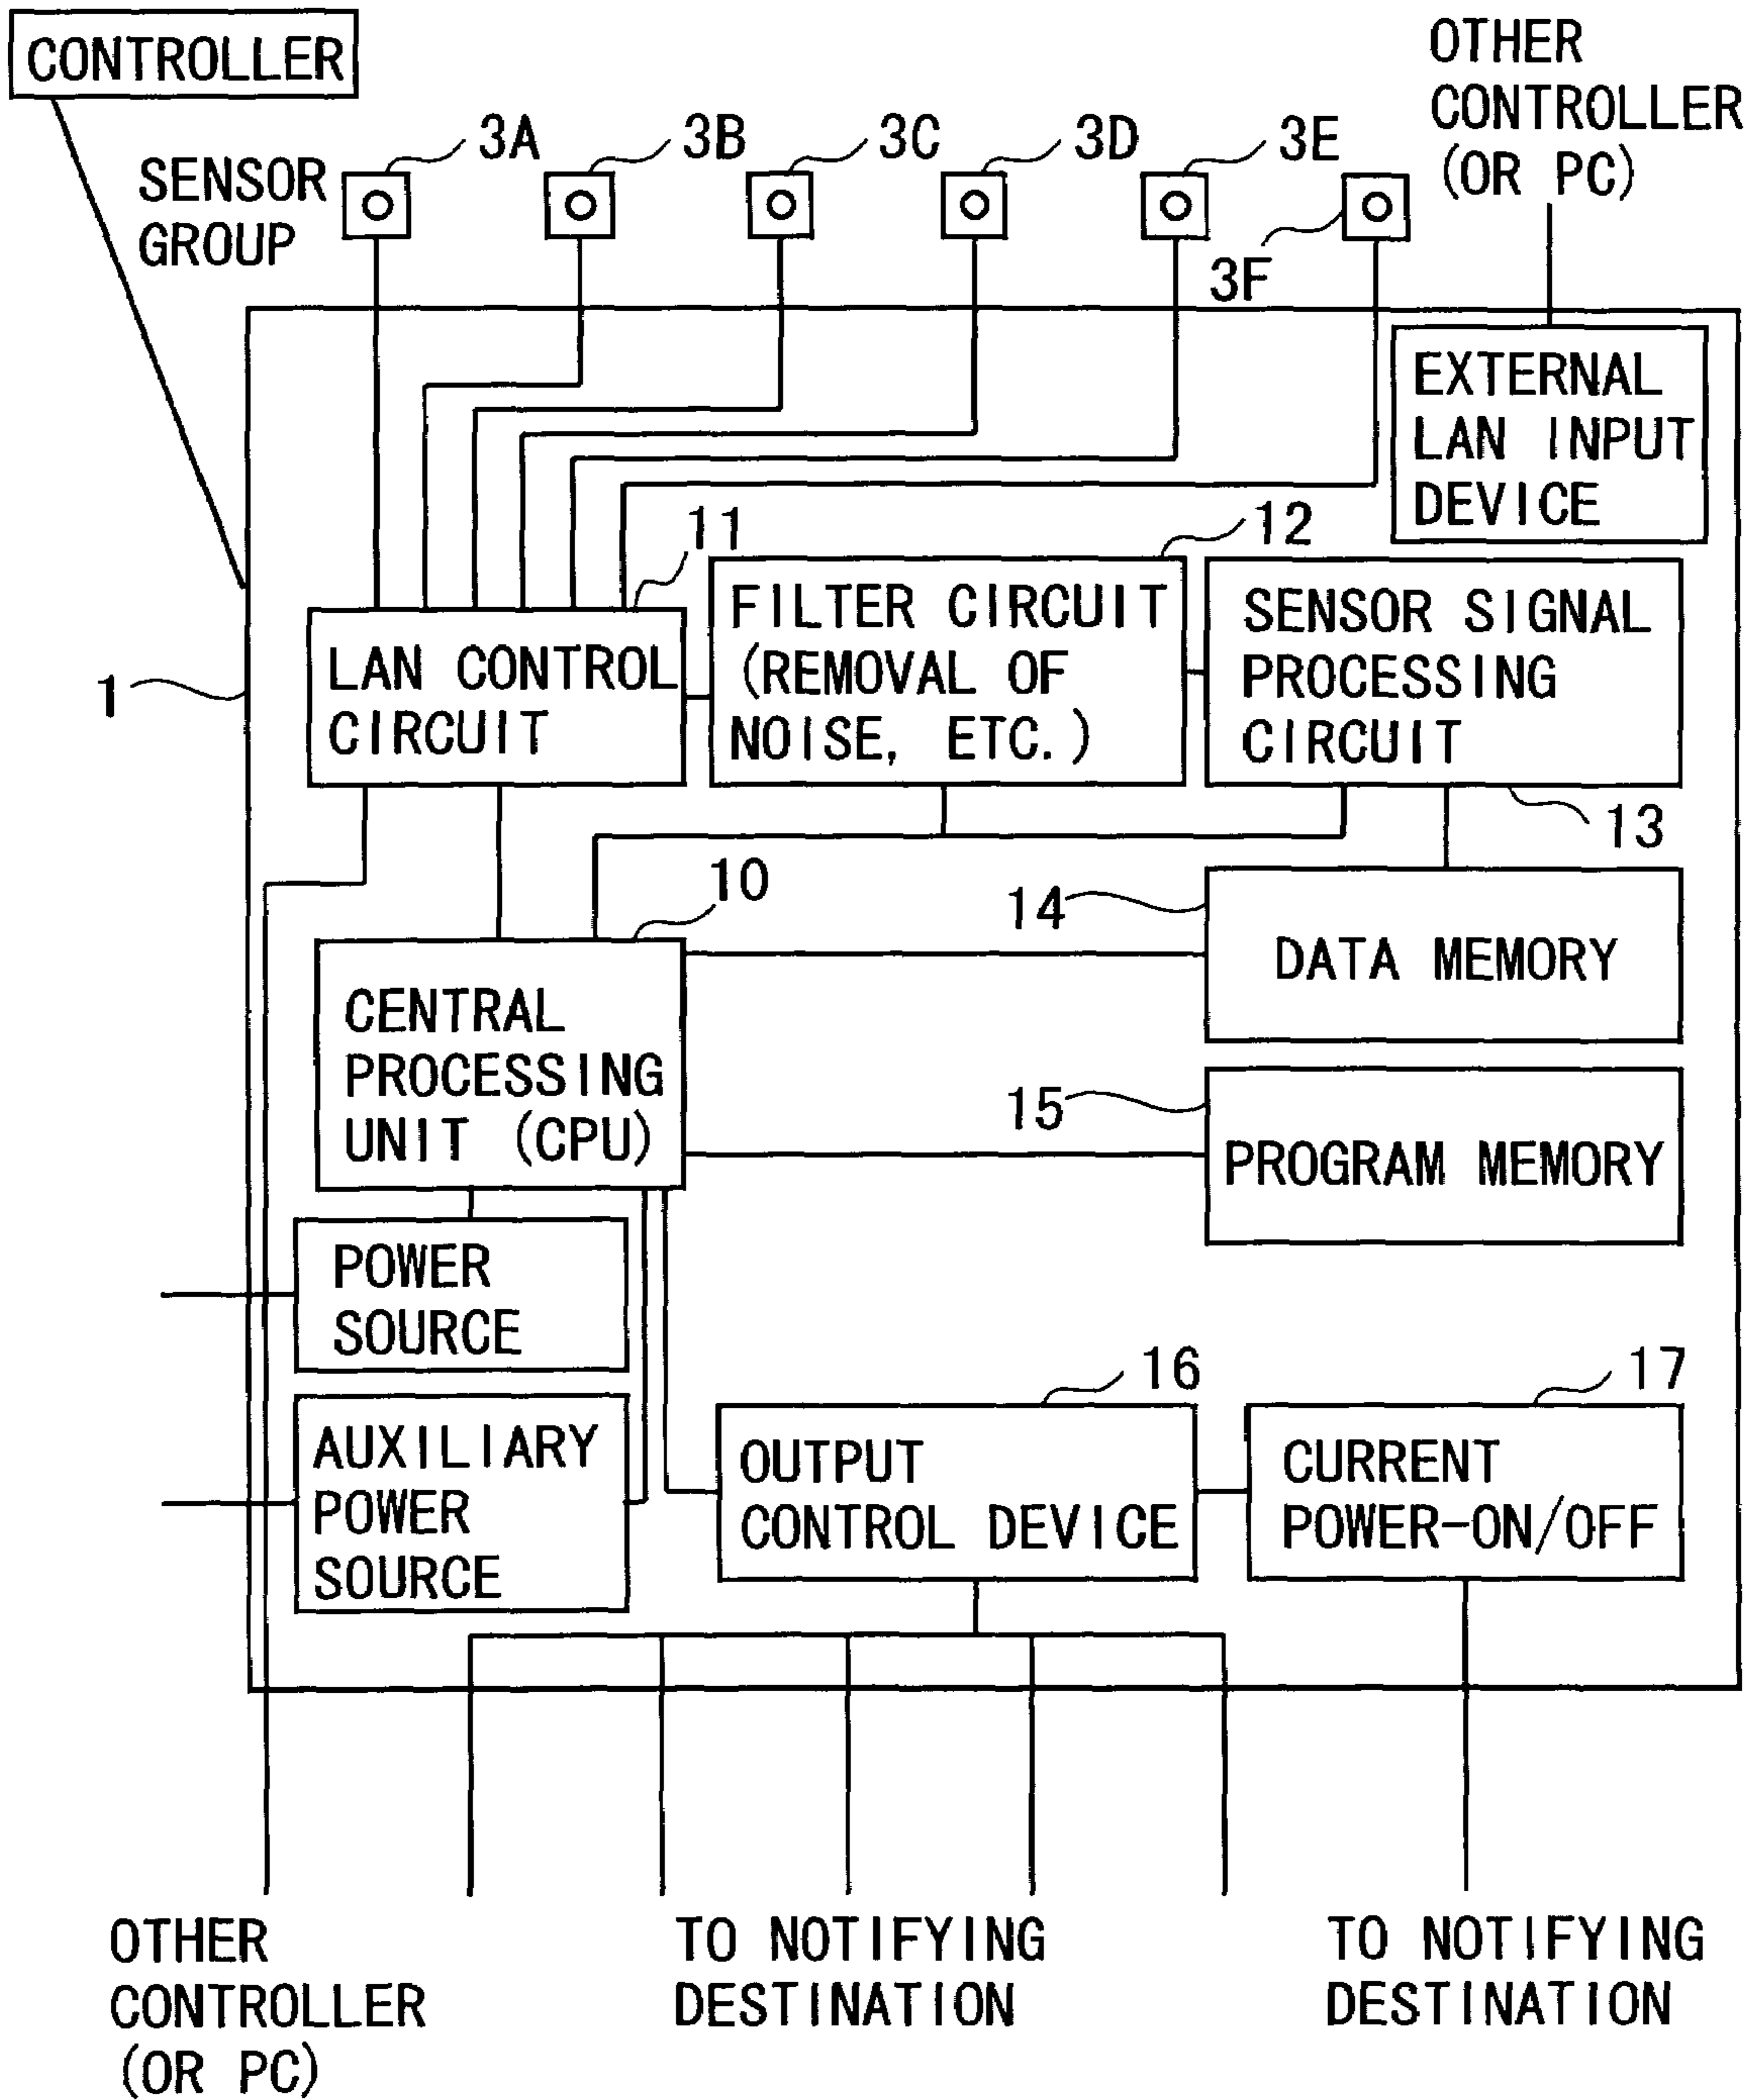 CONTROLLER
OTHER
CONTROLLER
(OR PC)
3A
3B
3C
3D
3E
SENSOR
GROUP
3F
EXTERNAL
LAN INPUT
DEVICE
11
12
LAN CONTROL
CIRCUIT
FILTER CIRCUIT
(REMOVAL OF
NOISE, ETC.)
SENSOR SIGNAL
PROCESSING
CIRCUIT
1
13
10
14
DATA MEMORY
CENTRAL
PROCESSING
UNIT (CPU)
15
PROGRAM MEMORY
POWER
SOURCE
AUXILIARY
POWER
SOURCE
16
OUTPUT
CONTROL DEVICE
17
CURRENT
POWER-ON/OFF
OTHER
CONTROLLER
(OR PC)
TO NOTIFYING
DESTINATION
TO NOTIFYING
DESTINATION